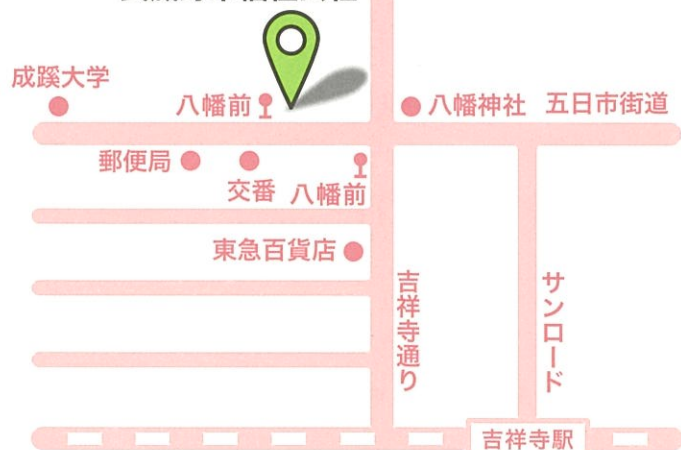 成蹊大学
八幡前
八幡神社
五日市街道
郵便局
交番
八幡前
東急百貨店
吉祥寺通り
サンロード
吉祥寺駅